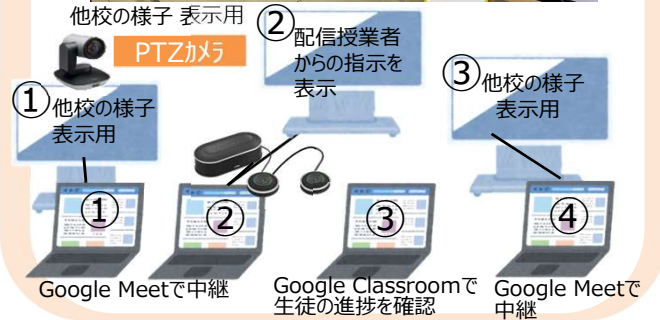 他校の様子 表示用
PTZカメラ
②
配信授業者
からの指示を
表示
①
他校の様子
表示用
③
他校の様子
表示用
①
②
③
④
Google Meetで中継
Google Classroomで
生徒の進捗を確認
Google Meetで
中継